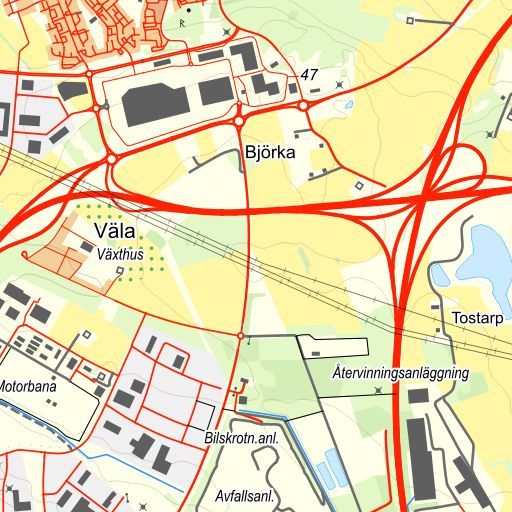 R
47
Björka
Väla
Växthus
Tostarp
Återvinningsanläggning
Motorbana
Bilskrotn.anl.
Avfallsanl.